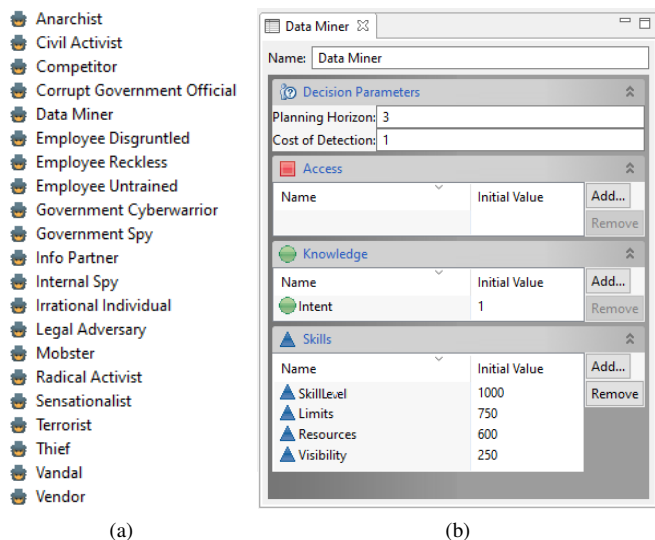 Anarchist
Civil Activist
Competitor
Corrupt Government Official
Data Miner
Employee Disgruntled
Employee Reckless
Employee Untrained
Government Cyberwarrior
Government Spy
Info Partner
Internal Spy
Irrational Individual
Legal Adversary
Mobster
Radical Activist
Sensationalist
Terrorist
Thief
Vandal
Vendor
(a)
Data Miner
Name: Data Miner
Decision Parameters
Planning Horizon: 3
Cost of Detection: 1
Access
Name Initial Value Add...
Remove
Knowledge
Name Initial Value Add...
Intent 1 Remove
Skills
Name Initial Value Add...
SkillLevel 1000 Remove
Limits 750
Resources 600
Visibility 250
(b)